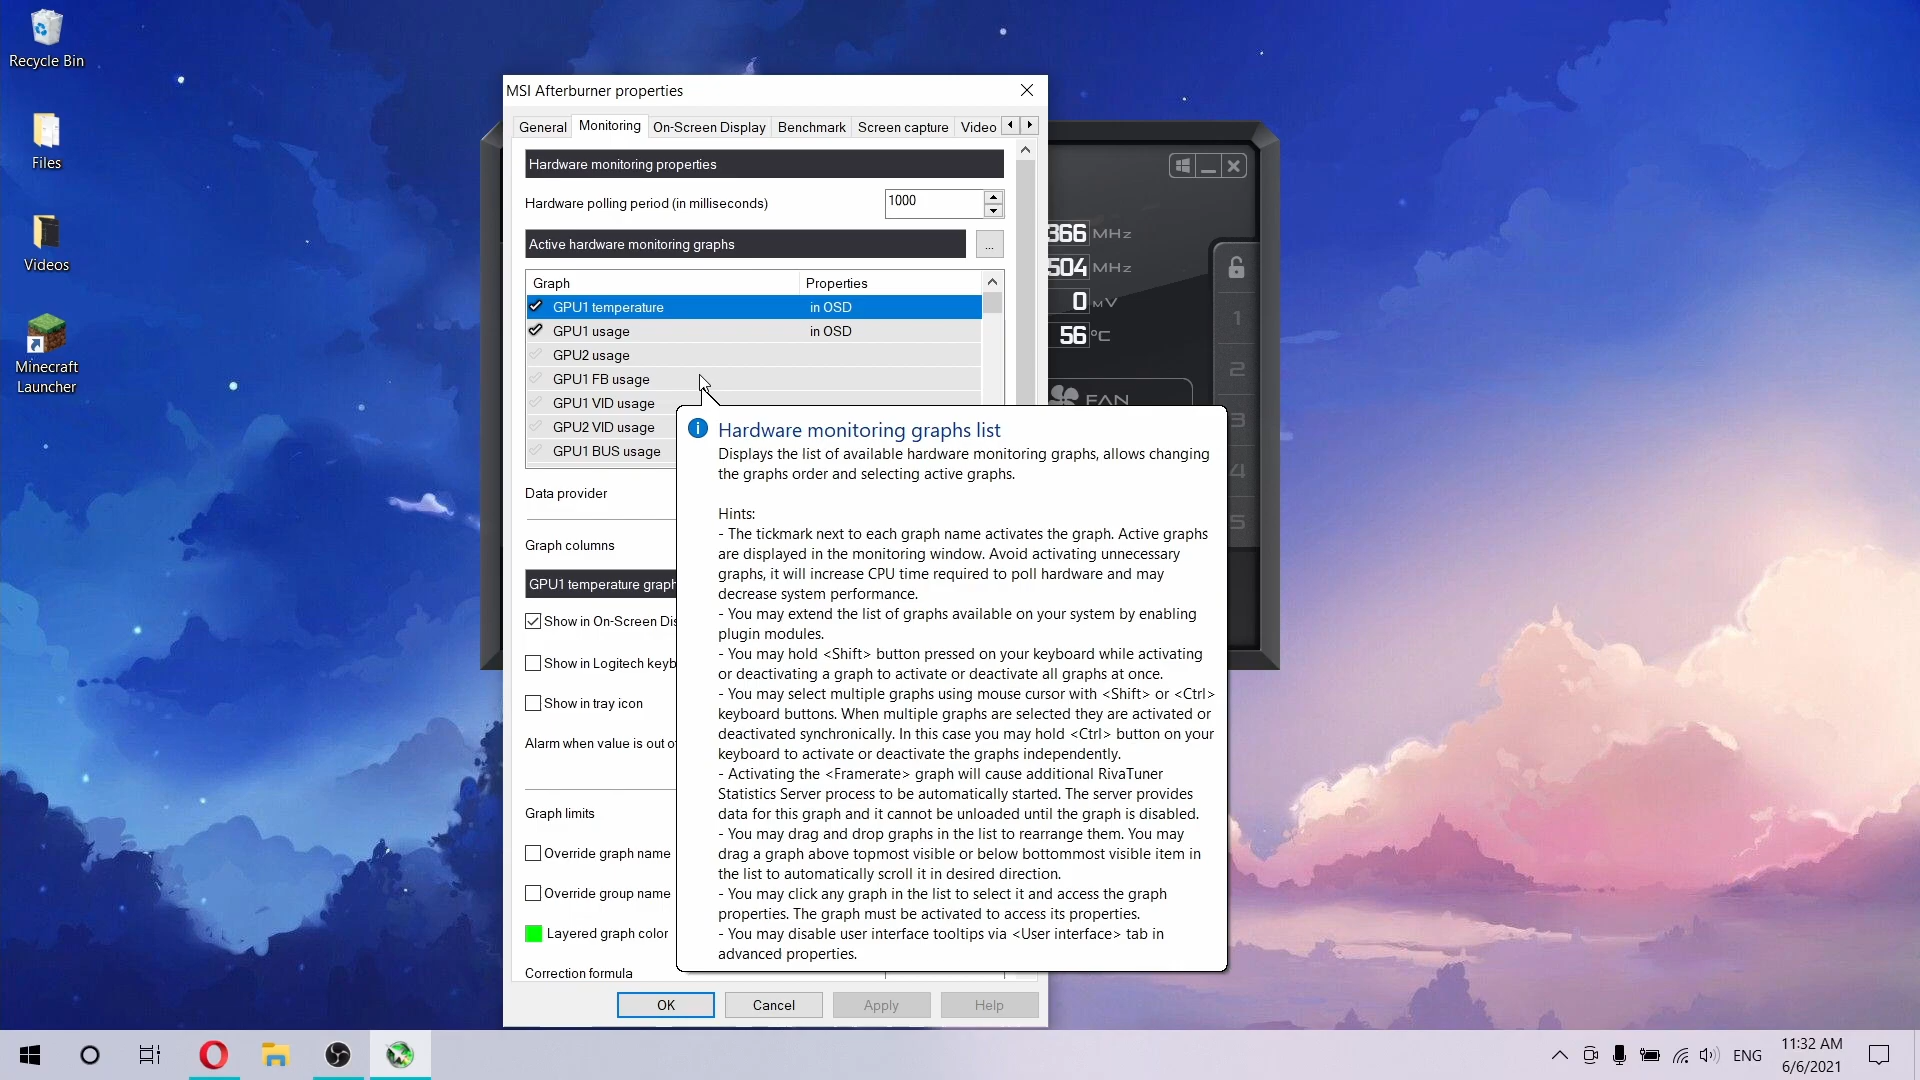 Recycle Bin
Files
Videos
Minecraft
Launcher
MSI Afterburner properties
General
Monitoring
On-Screen Display
Benchmark
Screen capture
Video
Hardware monitoring properties
Hardware polling period (in milliseconds)
1000
Active hardware monitoring graphs
...
Graph
Properties
GPU1 temperature
in OSD
GPU1 usage
in OSD
GPU2 usage
GPU1 FB usage
GPU1 VID usage
GPU2 VID usage
GPU1 BUS usage
Data provider
Graph columns
GPU1 temperature graph
Show in On-Screen Dis
Show in Logitech keyb
Show in tray icon
Alarm when value is out of
Graph limits
Override graph name
Override group name
Layered graph color
Correction formula
OK
Cancel
Apply
Help
Hardware monitoring graphs list
Displays the list of available hardware monitoring graphs, allows changing
the graphs order and selecting active graphs.
Hints:
- The tickmark next to each graph name activates the graph. Active graphs
are displayed in the monitoring window. Avoid activating unnecessary
graphs, it will increase CPU time required to poll hardware and may
decrease system performance.
- You may extend the list of graphs available on your system by enabling
plugin modules.
- You may hold <Shift> button pressed on your keyboard while activating
or deactivating a graph to activate or deactivate all graphs at once.
- You may select multiple graphs using mouse cursor with <Shift> or <Ctrl>
keyboard buttons. When multiple graphs are selected they are activated or
deactivated synchronically. In this case you may hold <Ctrl> button on your
keyboard to activate or deactivate the graphs independently.
- Activating the <Framerate> graph will cause additional RivaTuner
Statistics Server process to be automatically started. The server provides
data for this graph and it cannot be unloaded until the graph is disabled.
- You may drag and drop graphs in the list to rearrange them. You may
drag a graph above topmost visible or below bottommost visible item in
the list to automatically scroll it in desired direction.
- You may click any graph in the list to select it and access the graph
properties. The graph must be activated to access its properties.
- You may disable user interface tooltips via <User interface> tab in
advanced properties.
366 MHz
504 MHz
0 MV
56 °C
FAN
1
2
3
4
5
ENG
11:32 AM
6/6/2021